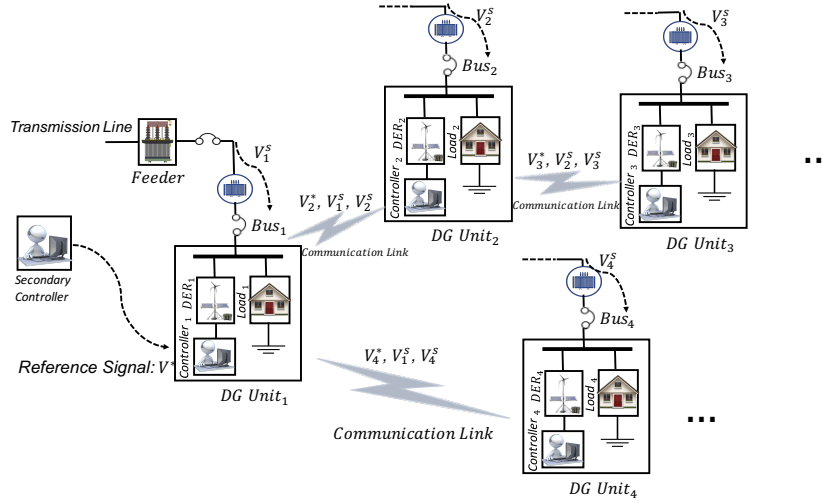 V_2^s
Bus_2
V_3^s
Bus_3
Transmission Line
Feeder
V_1^s
Controller_2
DER_2
Load_2
DG Unit_2
V_3^*, V_2^s, V_3^s
Communication Link
Controller_3
DER_3
Load_3
DG Unit_3
..
V_2^*, V_1^s, V_2^s
Communication Link
Bus_1
Secondary
Controller
Controller_1
DER_1
Load_1
DG Unit_1
Reference Signal: V*
V_4^s
Bus_4
V_4^*, V_1^s, V_4^s
Communication Link
Controller_4
DER_4
Load_4
DG Unit_4
...